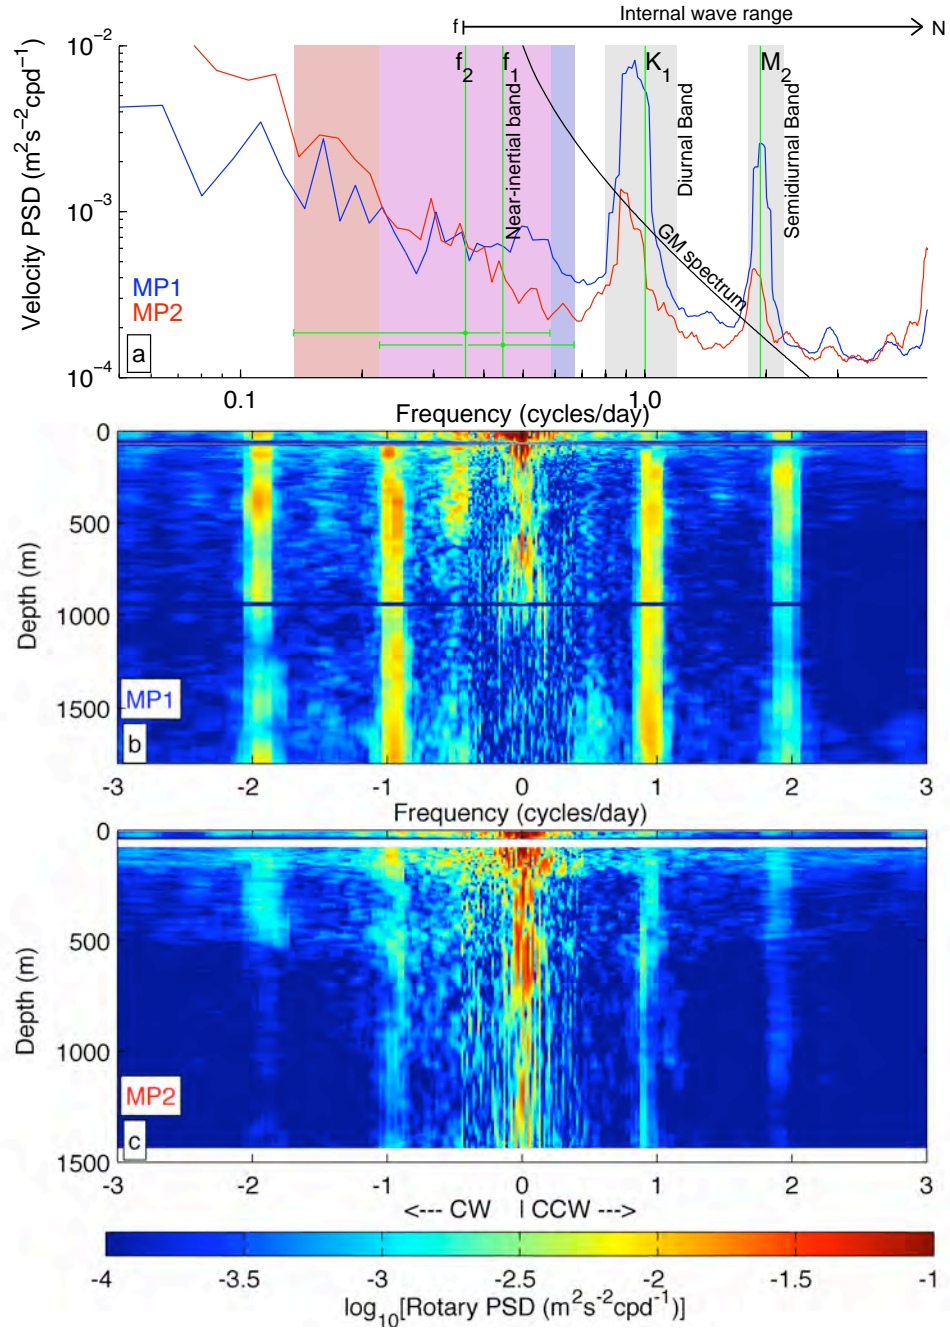 Internal wave range
f
N
Velocity PSD (m²s⁻²cpd⁻¹)
10⁻²
10⁻³
10⁻⁴
f₂
f₁
K₁
M₂
Near-inertial band
Diurnal Band
Semidiurnal Band
GM spectrum
MP1
MP2
a
0.1
1.0
Frequency (cycles/day)
Depth (m)
0
500
1000
1500
MP1
b
-3 -2 -1 0 1 2 3
Frequency (cycles/day)
Depth (m)
0
500
1000
1500
MP2
c
-3 -2 -1 0 1 2 3
<--- CW | CCW --->
-4 -3.5 -3 -2.5 -2 -1.5 -1
log₁₀[Rotary PSD (m²s⁻²cpd⁻¹)]